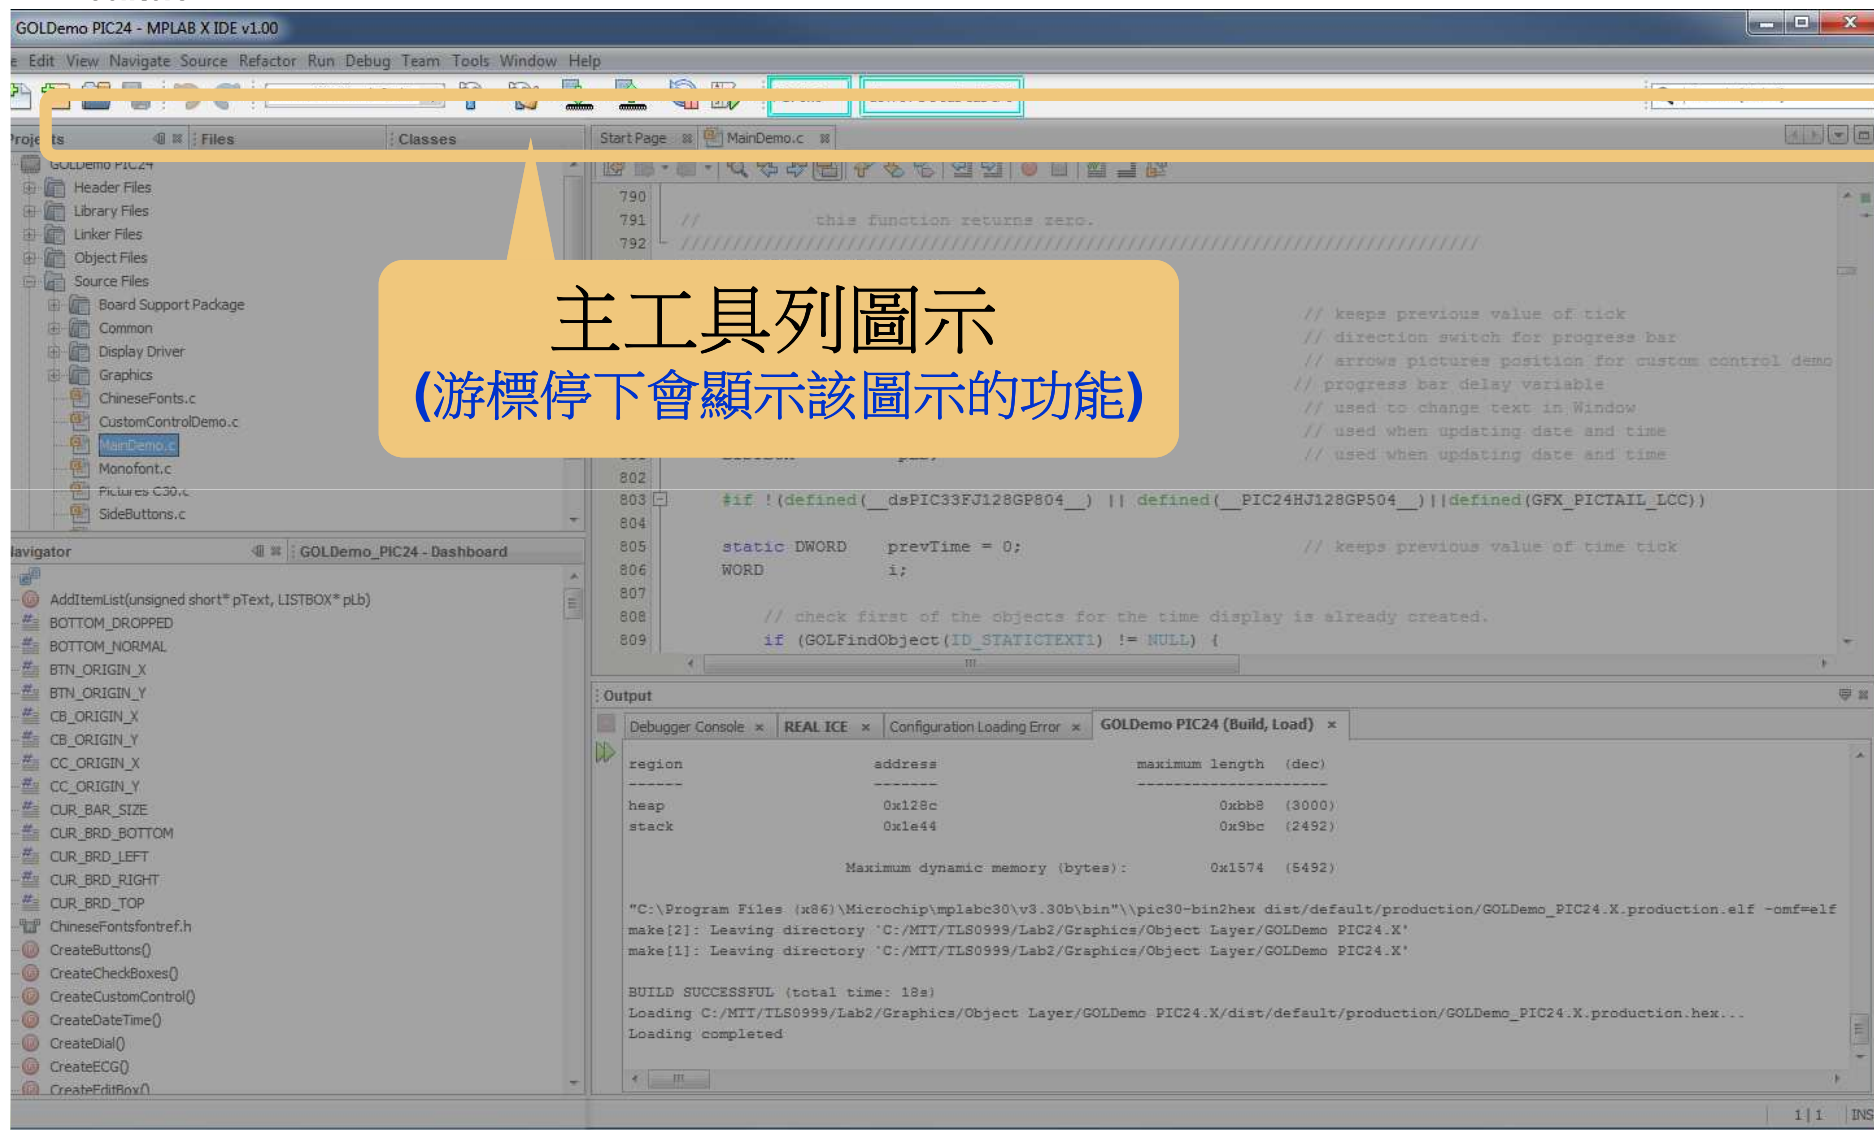 GOLDemo PIC24 - MPLAB X IDE v1.00
Edit View Navigate Source Refactor Run Debug Team Tools Window Help
Projects Files Classes
Start Page MainDemo.c
GOLDemo PIC24
Header Files
Library Files
Linker Files
Object Files
Source Files
Board Support Package
Common
Display Driver
Graphics
ChineseFonts.c
CustomControlDemo.c
MainDemo.c
Monofont.c
Pictures C30.c
SideButtons.c
790
791 // this function returns zero.
792 ////////////////////////////////////////////////////////////////////////////
主工具列圖示
(游標停下會顯示該圖示的功能)
// keeps previous value of tick
// direction switch for progress bar
// arrows pictures position for custom control demo
// progress bar delay variable
// used to change text in Window
// used when updating date and time
// used when updating date and time
802
803 #if !(defined(__dsPIC33FJ128GP804__) || defined(__PIC24HJ128GP504__)||defined(GFX_PICTAIL_LCC))
804
805 static DWORD prevTime = 0; // keeps previous value of time tick
806 WORD i;
807
808 // check first of the objects for the time display is already created.
809 if (GOLFindObject(ID_STATICTEXT1) != NULL) {
Navigator GOLDemo_PIC24 - Dashboard
AddItemList(unsigned short* pText, LISTBOX* pLb)
BOTTOM_DROPPED
BOTTOM_NORMAL
BTN_ORIGIN_X
BTN_ORIGIN_Y
CB_ORIGIN_X
CB_ORIGIN_Y
CC_ORIGIN_X
CC_ORIGIN_Y
CUR_BAR_SIZE
CUR_BRD_BOTTOM
CUR_BRD_LEFT
CUR_BRD_RIGHT
CUR_BRD_TOP
ChineseFontsfontref.h
CreateButtons()
CreateCheckBoxes()
CreateCustomControl()
CreateDateTime()
CreateDial()
CreateECG()
CreateEditBox()
Output
Debugger Console REAL ICE Configuration Loading Error GOLDemo PIC24 (Build, Load)
region address maximum length (dec)
------ ------- ---------------------
heap 0x128c 0xbb8 (3000)
stack 0x1e44 0x9bc (2492)
Maximum dynamic memory (bytes): 0x1574 (5492)
"C:\Program Files (x86)\Microchip\mplabc30\v3.30b\bin"\\pic30-bin2hex dist/default/production/GOLDemo_PIC24.X.production.elf -omf=elf
make[2]: Leaving directory `C:/MTT/TLS0999/Lab2/Graphics/Object Layer/GOLDemo PIC24.X'
make[1]: Leaving directory `C:/MTT/TLS0999/Lab2/Graphics/Object Layer/GOLDemo PIC24.X'
BUILD SUCCESSFUL (total time: 18s)
Loading C:/MTT/TLS0999/Lab2/Graphics/Object Layer/GOLDemo PIC24.X/dist/default/production/GOLDemo_PIC24.X.production.hex...
Loading completed
1|1 INS